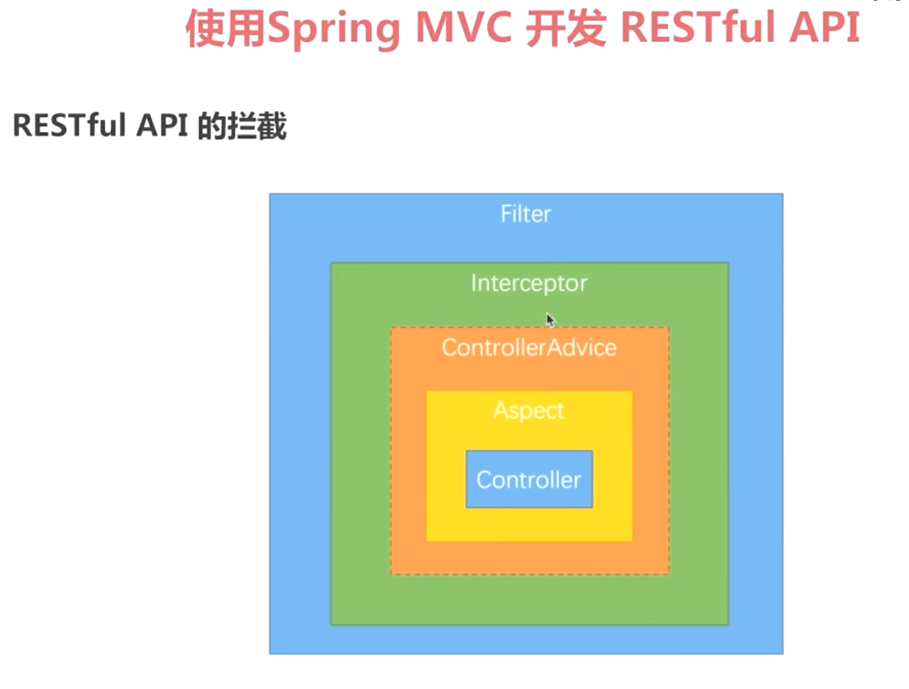 使用Spring MVC 开发 RESTful API
RESTful API 的拦截
Filter
Interceptor
ControllerAdvice
Aspect
Controller